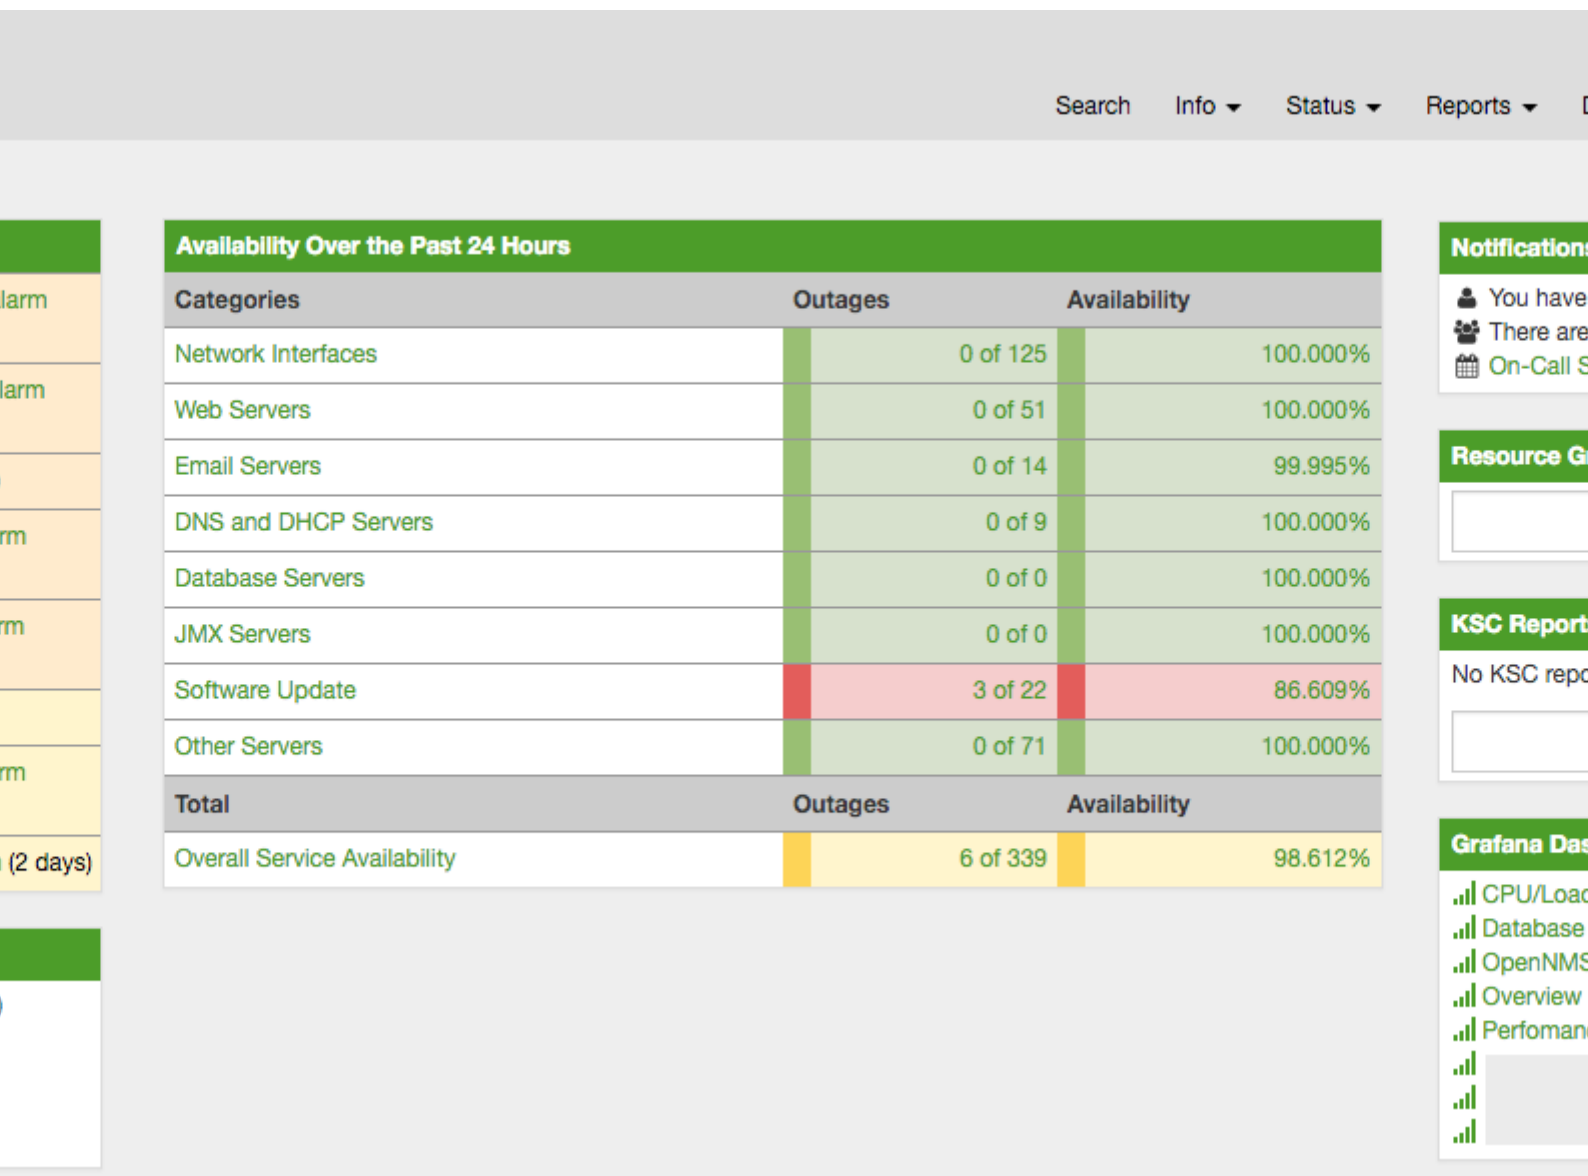 Search Info Status Reports
Availability Over the Past 24 Hours
Categories Outages Availability
Network Interfaces 0 of 125 100.000%
Web Servers 0 of 51 100.000%
Email Servers 0 of 14 99.995%
DNS and DHCP Servers 0 of 9 100.000%
Database Servers 0 of 0 100.000%
JMX Servers 0 of 0 100.000%
Software Update 3 of 22 86.609%
Other Servers 0 of 71 100.000%
Total Outages Availability
Overall Service Availability 6 of 339 98.612%
larm
larm
rm
rm
rm
(2 days)
Notifications
You have
There are
On-Call S
Resource Gr
KSC Report
No KSC repo
Grafana Das
CPU/Load
Database
OpenNMS
Overview
Perfoman